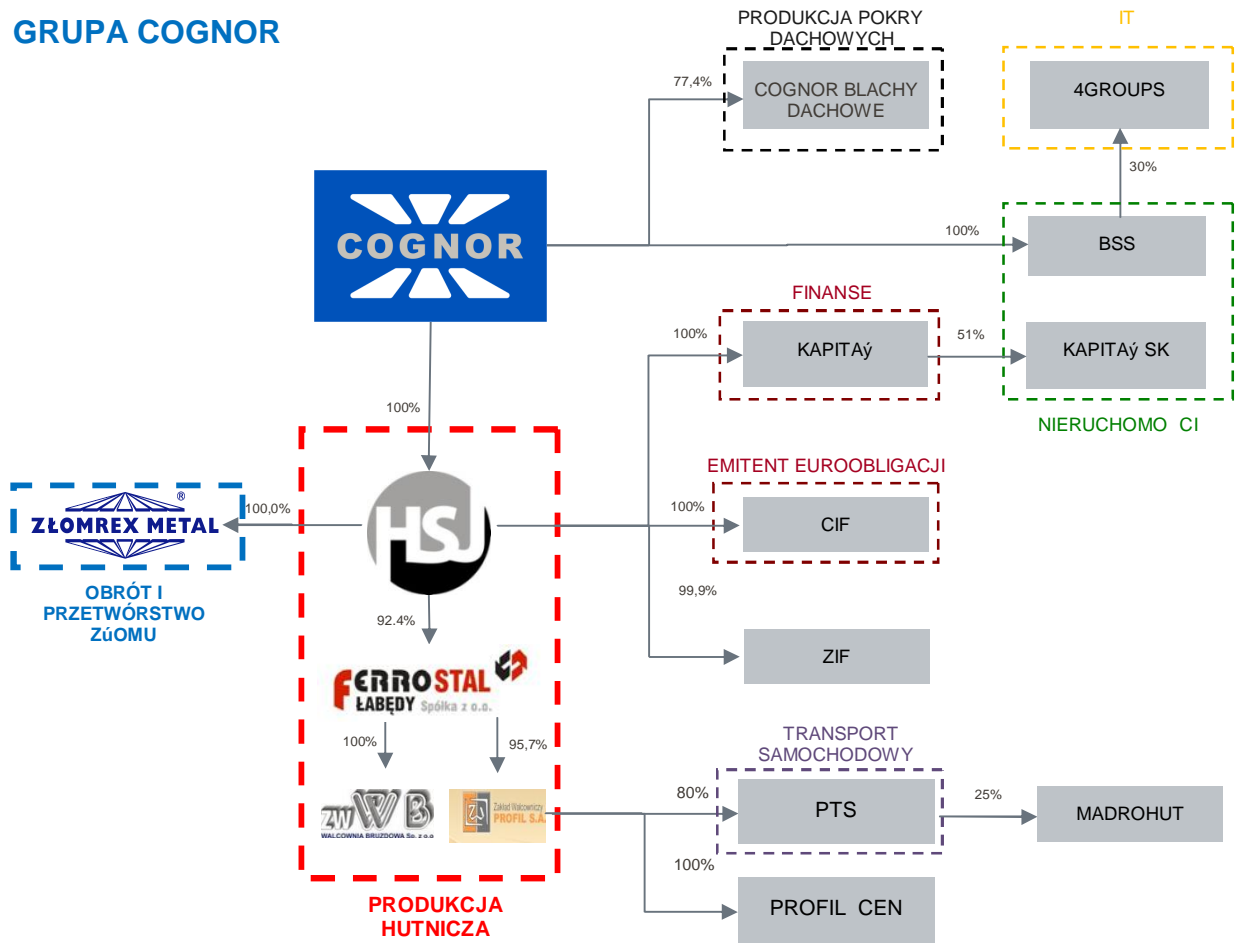 GRUPA COGNOR
PRODUKCJA POKRY
DACHOWYCH
IT
77,4%
COGNOR BLACHY
DACHOWE
4GROUPS
30%
COGNOR
100%
BSS
FINANSE
100%
KAPITAý
51%
KAPITAý SK
NIERUCHOMO CI
100%
EMITENT EUROOBLIGACJI
100%
CIF
ZŁOMREX METAL
®
100,0%
HSJ
OBRÓT I
PRZETWÓRSTWO
ZúOMU
99,9%
92.4%
ZIF
FERROSTAL
ŁABĘDY Spółka z o.o.
100%
95,7%
TRANSPORT
SAMOCHODOWY
80%
PTS
25%
MADROHUT
ZW WB
WALCOWNIA BRUZDOWA Sp. z o.o
Zakład Walcowniczy
PROFIL S.A.
100%
PROFIL CEN
PRODUKCJA
HUTNICZA